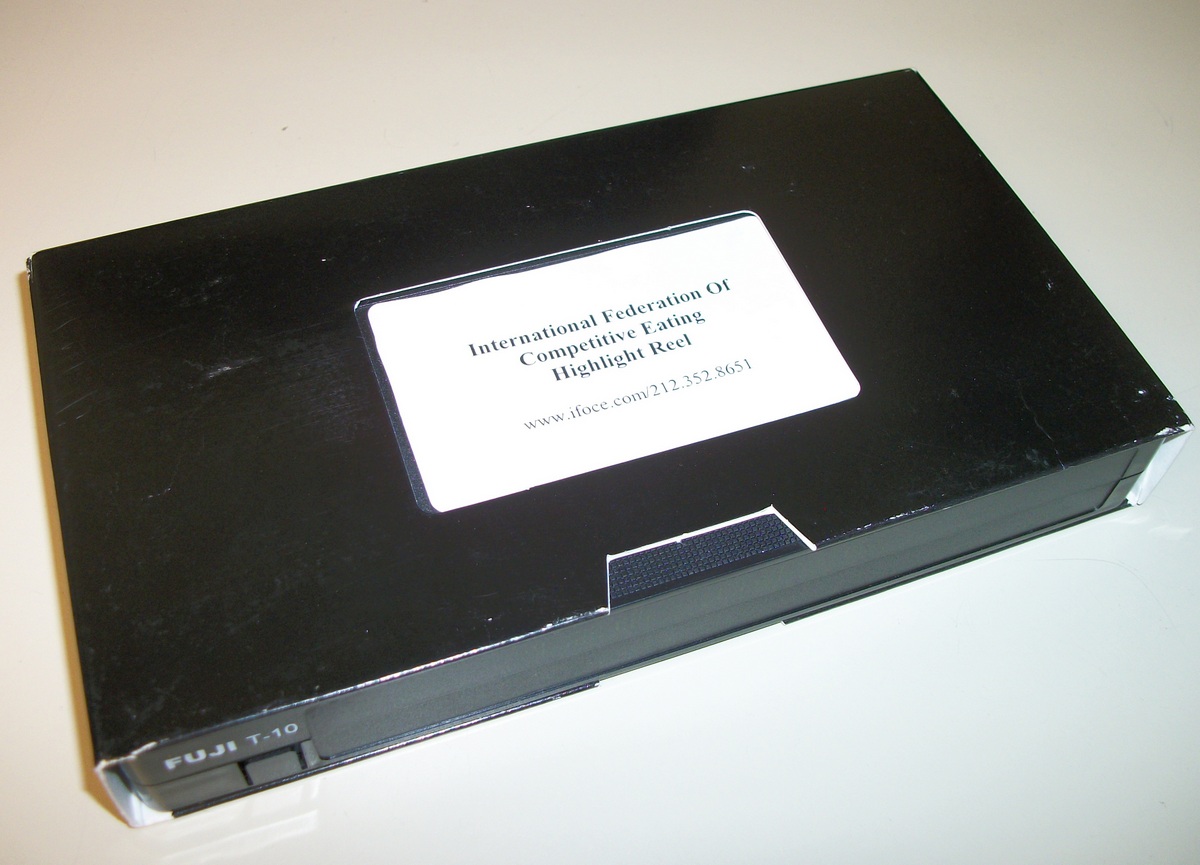 International Federation Of
Competitive Eating
Highlight Reel
www.ifoce.com/212.352.8651
FUJI T-10